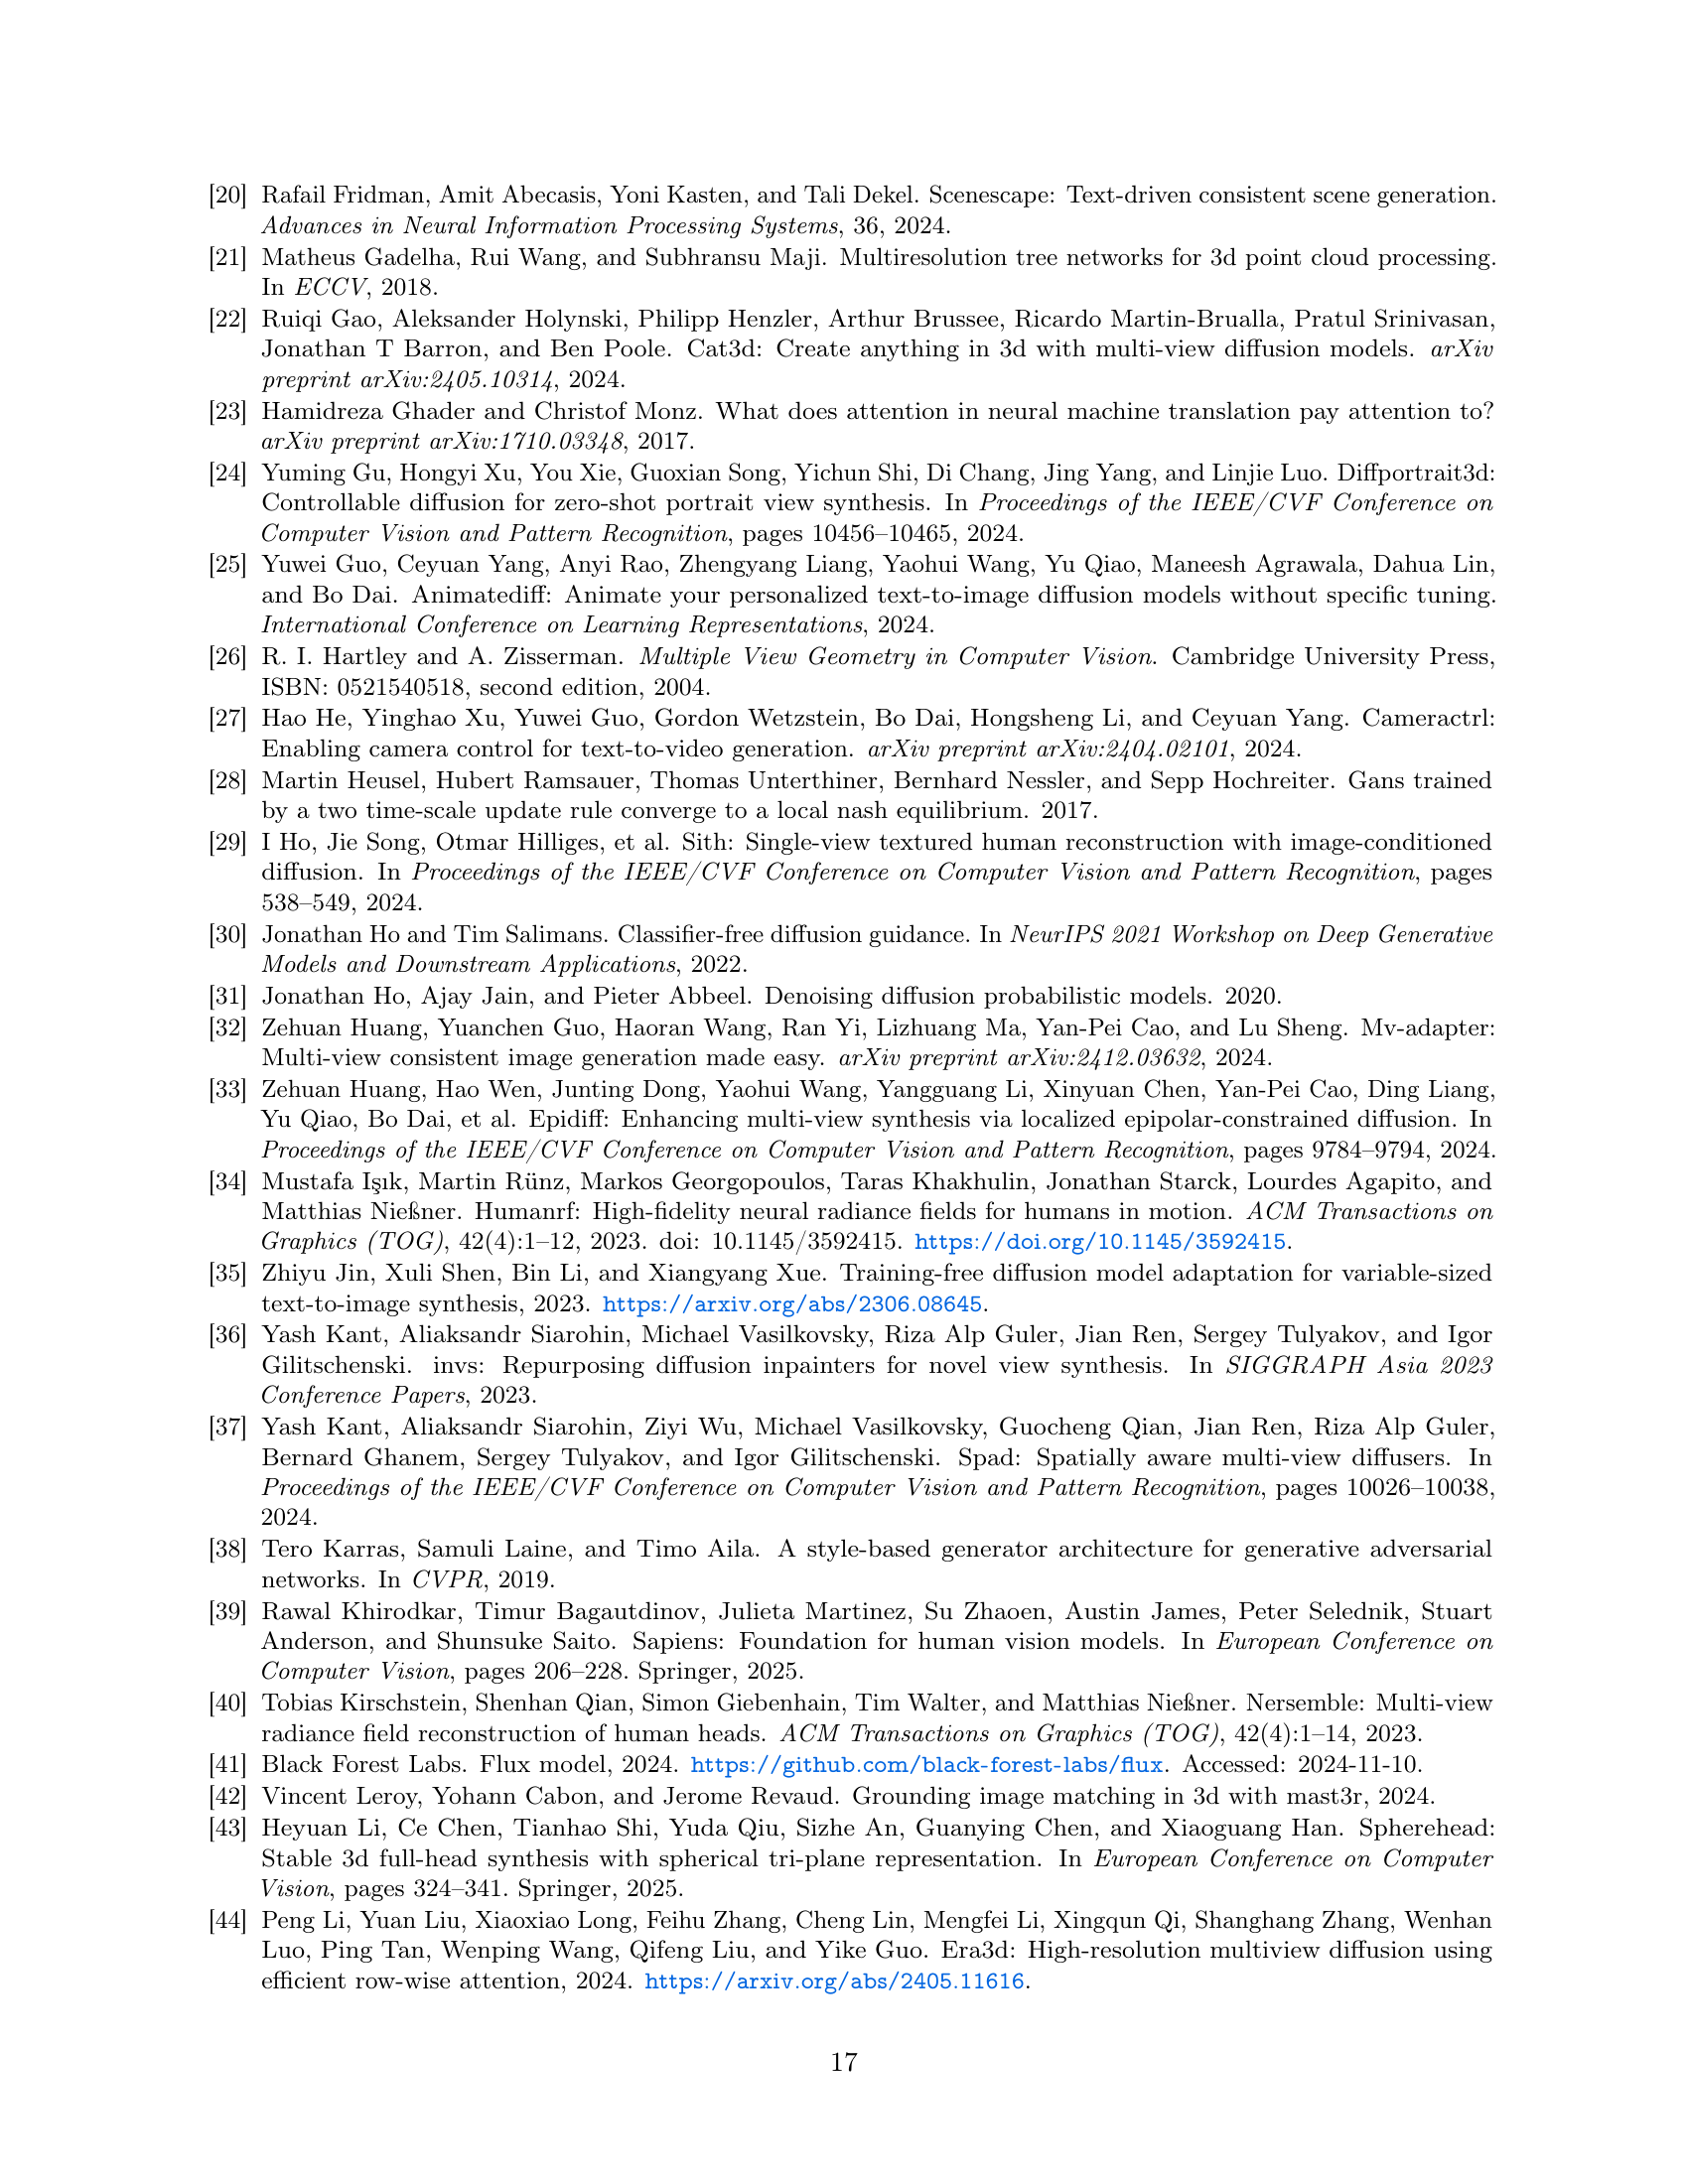 [20] Rafail Fridman, Amit Abecasis, Yoni Kasten, and Tali Dekel. Scenescape: Text-driven consistent scene generation.
Advances in Neural Information Processing Systems, 36, 2024.
[21] Matheus Gadelha, Rui Wang, and Subhransu Maji. Multiresolution tree networks for 3d point cloud processing.
In ECCV, 2018.
[22] Ruiqi Gao, Aleksander Holynski, Philipp Henzler, Arthur Brussee, Ricardo Martin-Brualla, Pratul Srinivasan,
Jonathan T Barron, and Ben Poole. Cat3d: Create anything in 3d with multi-view diffusion models. arXiv
preprint arXiv:2405.10314, 2024.
[23] Hamidreza Ghader and Christof Monz. What does attention in neural machine translation pay attention to?
arXiv preprint arXiv:1710.03348, 2017.
[24] Yuming Gu, Hongyi Xu, You Xie, Guoxian Song, Yichun Shi, Di Chang, Jing Yang, and Linjie Luo. Diffportrait3d:
Controllable diffusion for zero-shot portrait view synthesis. In Proceedings of the IEEE/CVF Conference on
Computer Vision and Pattern Recognition, pages 10456–10465, 2024.
[25] Yuwei Guo, Ceyuan Yang, Anyi Rao, Zhengyang Liang, Yaohui Wang, Yu Qiao, Maneesh Agrawala, Dahua Lin,
and Bo Dai. Animatediff: Animate your personalized text-to-image diffusion models without specific tuning.
International Conference on Learning Representations, 2024.
[26] R. I. Hartley and A. Zisserman. Multiple View Geometry in Computer Vision. Cambridge University Press,
ISBN: 0521540518, second edition, 2004.
[27] Hao He, Yinghao Xu, Yuwei Guo, Gordon Wetzstein, Bo Dai, Hongsheng Li, and Ceyuan Yang. Cameractrl:
Enabling camera control for text-to-video generation. arXiv preprint arXiv:2404.02101, 2024.
[28] Martin Heusel, Hubert Ramsauer, Thomas Unterthiner, Bernhard Nessler, and Sepp Hochreiter. Gans trained
by a two time-scale update rule converge to a local nash equilibrium. 2017.
[29] I Ho, Jie Song, Otmar Hilliges, et al. Sith: Single-view textured human reconstruction with image-conditioned
diffusion. In Proceedings of the IEEE/CVF Conference on Computer Vision and Pattern Recognition, pages
538–549, 2024.
[30] Jonathan Ho and Tim Salimans. Classifier-free diffusion guidance. In NeurIPS 2021 Workshop on Deep Generative
Models and Downstream Applications, 2022.
[31] Jonathan Ho, Ajay Jain, and Pieter Abbeel. Denoising diffusion probabilistic models. 2020.
[32] Zehuan Huang, Yuanchen Guo, Haoran Wang, Ran Yi, Lizhuang Ma, Yan-Pei Cao, and Lu Sheng. Mv-adapter:
Multi-view consistent image generation made easy. arXiv preprint arXiv:2412.03632, 2024.
[33] Zehuan Huang, Hao Wen, Junting Dong, Yaohui Wang, Yangguang Li, Xinyuan Chen, Yan-Pei Cao, Ding Liang,
Yu Qiao, Bo Dai, et al. Epidiff: Enhancing multi-view synthesis via localized epipolar-constrained diffusion. In
Proceedings of the IEEE/CVF Conference on Computer Vision and Pattern Recognition, pages 9784–9794, 2024.
[34] Mustafa Işık, Martin Rünz, Markos Georgopoulos, Taras Khakhulin, Jonathan Starck, Lourdes Agapito, and
Matthias Nießner. Humanrf: High-fidelity neural radiance fields for humans in motion. ACM Transactions on
Graphics (TOG), 42(4):1–12, 2023. doi: 10.1145/3592415. https://doi.org/10.1145/3592415.
[35] Zhiyu Jin, Xuli Shen, Bin Li, and Xiangyang Xue. Training-free diffusion model adaptation for variable-sized
text-to-image synthesis, 2023. https://arxiv.org/abs/2306.08645.
[36] Yash Kant, Aliaksandr Siarohin, Michael Vasilkovsky, Riza Alp Guler, Jian Ren, Sergey Tulyakov, and Igor
Gilitschenski. invs: Repurposing diffusion inpainters for novel view synthesis. In SIGGRAPH Asia 2023
Conference Papers, 2023.
[37] Yash Kant, Aliaksandr Siarohin, Ziyi Wu, Michael Vasilkovsky, Guocheng Qian, Jian Ren, Riza Alp Guler,
Bernard Ghanem, Sergey Tulyakov, and Igor Gilitschenski. Spad: Spatially aware multi-view diffusers. In
Proceedings of the IEEE/CVF Conference on Computer Vision and Pattern Recognition, pages 10026–10038,
2024.
[38] Tero Karras, Samuli Laine, and Timo Aila. A style-based generator architecture for generative adversarial
networks. In CVPR, 2019.
[39] Rawal Khirodkar, Timur Bagautdinov, Julieta Martinez, Su Zhaoen, Austin James, Peter Selednik, Stuart
Anderson, and Shunsuke Saito. Sapiens: Foundation for human vision models. In European Conference on
Computer Vision, pages 206–228. Springer, 2025.
[40] Tobias Kirschstein, Shenhan Qian, Simon Giebenhain, Tim Walter, and Matthias Nießner. Nersemble: Multi-view
radiance field reconstruction of human heads. ACM Transactions on Graphics (TOG), 42(4):1–14, 2023.
[41] Black Forest Labs. Flux model, 2024. https://github.com/black-forest-labs/flux. Accessed: 2024-11-10.
[42] Vincent Leroy, Yohann Cabon, and Jerome Revaud. Grounding image matching in 3d with mast3r, 2024.
[43] Heyuan Li, Ce Chen, Tianhao Shi, Yuda Qiu, Sizhe An, Guanying Chen, and Xiaoguang Han. Spherehead:
Stable 3d full-head synthesis with spherical tri-plane representation. In European Conference on Computer
Vision, pages 324–341. Springer, 2025.
[44] Peng Li, Yuan Liu, Xiaoxiao Long, Feihu Zhang, Cheng Lin, Mengfei Li, Xingqun Qi, Shanghang Zhang, Wenhan
Luo, Ping Tan, Wenping Wang, Qifeng Liu, and Yike Guo. Era3d: High-resolution multiview diffusion using
efficient row-wise attention, 2024. https://arxiv.org/abs/2405.11616.
17